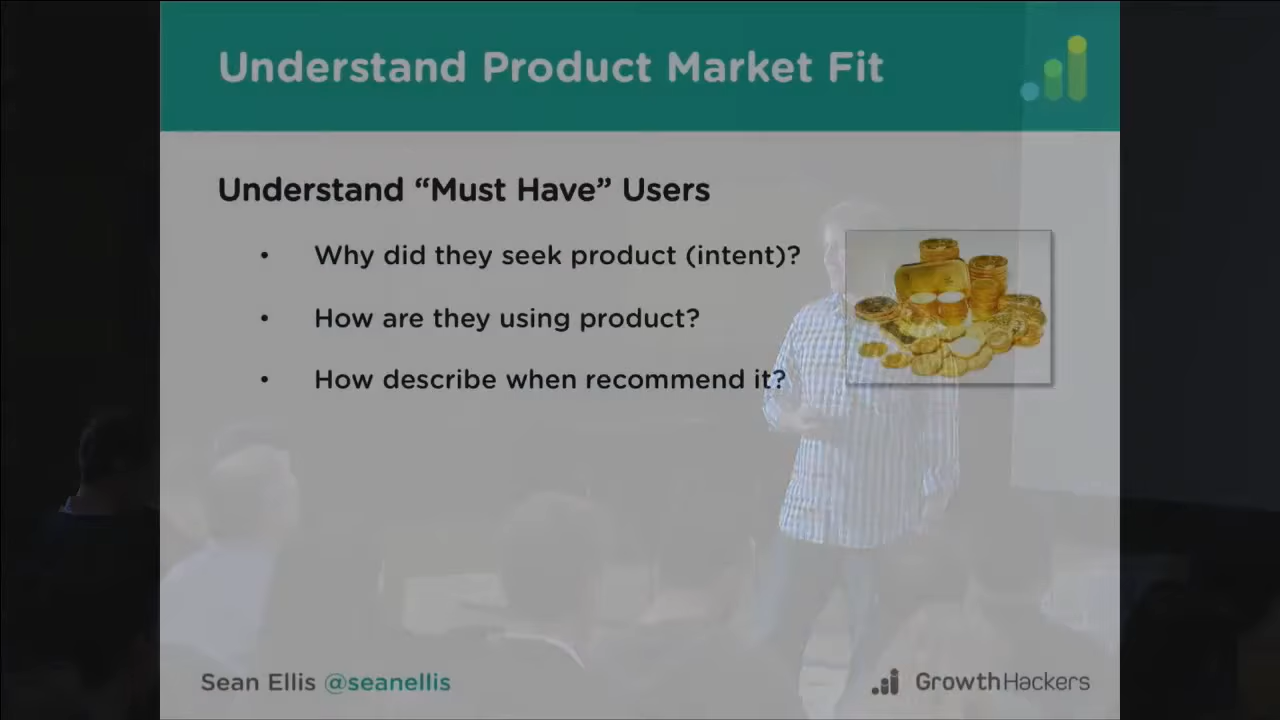 Understand Product Market Fit
Understand “Must Have” Users
• Why did they seek product (intent)?
• How are they using product?
• How describe when recommend it?
Sean Ellis @seanellis
GrowthHackers